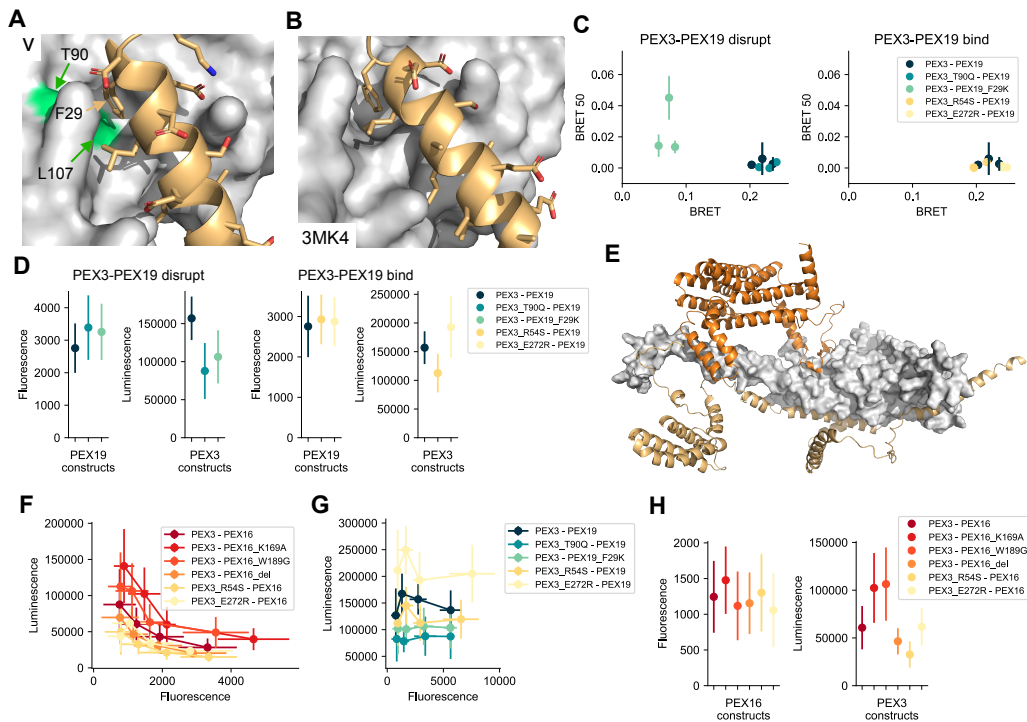 A
V
T90
F29
L107
B
3MK4
C
PEX3-PEX19 disrupt
BRET 50
0.06
0.04
0.02
0.00
0.0
0.1
0.2
BRET
PEX3-PEX19 bind
PEX3 - PEX19
PEX3_T90Q - PEX19
PEX3 - PEX19_F29K
PEX3_R54S - PEX19
PEX3_E272R - PEX19
BRET 50
0.06
0.04
0.02
0.00
0.0
0.1
0.2
BRET
D
PEX3-PEX19 disrupt
Fluorescence
4000
3000
2000
1000
0
PEX19
constructs
Luminescence
150000
100000
50000
0
PEX3
constructs
PEX3-PEX19 bind
Fluorescence
3000
2000
1000
0
PEX19
constructs
Luminescence
200000
150000
100000
50000
0
PEX3
constructs
PEX3 - PEX19
PEX3_T90Q - PEX19
PEX3 - PEX19_F29K
PEX3_R54S - PEX19
PEX3_E272R - PEX19
E
F
Luminescence
200000
150000
100000
50000
0
0
2000
4000
Fluorescence
PEX3 - PEX16
PEX3 - PEX16_K169A
PEX3 - PEX16_W189G
PEX3 - PEX16_del
PEX3_R54S - PEX16
PEX3_E272R - PEX16
G
Luminescence
300000
250000
200000
150000
100000
50000
0
5000
10000
Fluorescence
PEX3 - PEX19
PEX3_T90Q - PEX19
PEX3 - PEX19_F29K
PEX3_R54S - PEX19
PEX3_E272R - PEX19
H
Fluorescence
2000
1500
1000
500
0
PEX16
constructs
Luminescence
150000
100000
50000
0
PEX3
constructs
PEX3 - PEX16
PEX3 - PEX16_K169A
PEX3 - PEX16_W189G
PEX3 - PEX16_del
PEX3_R54S - PEX16
PEX3_E272R - PEX16